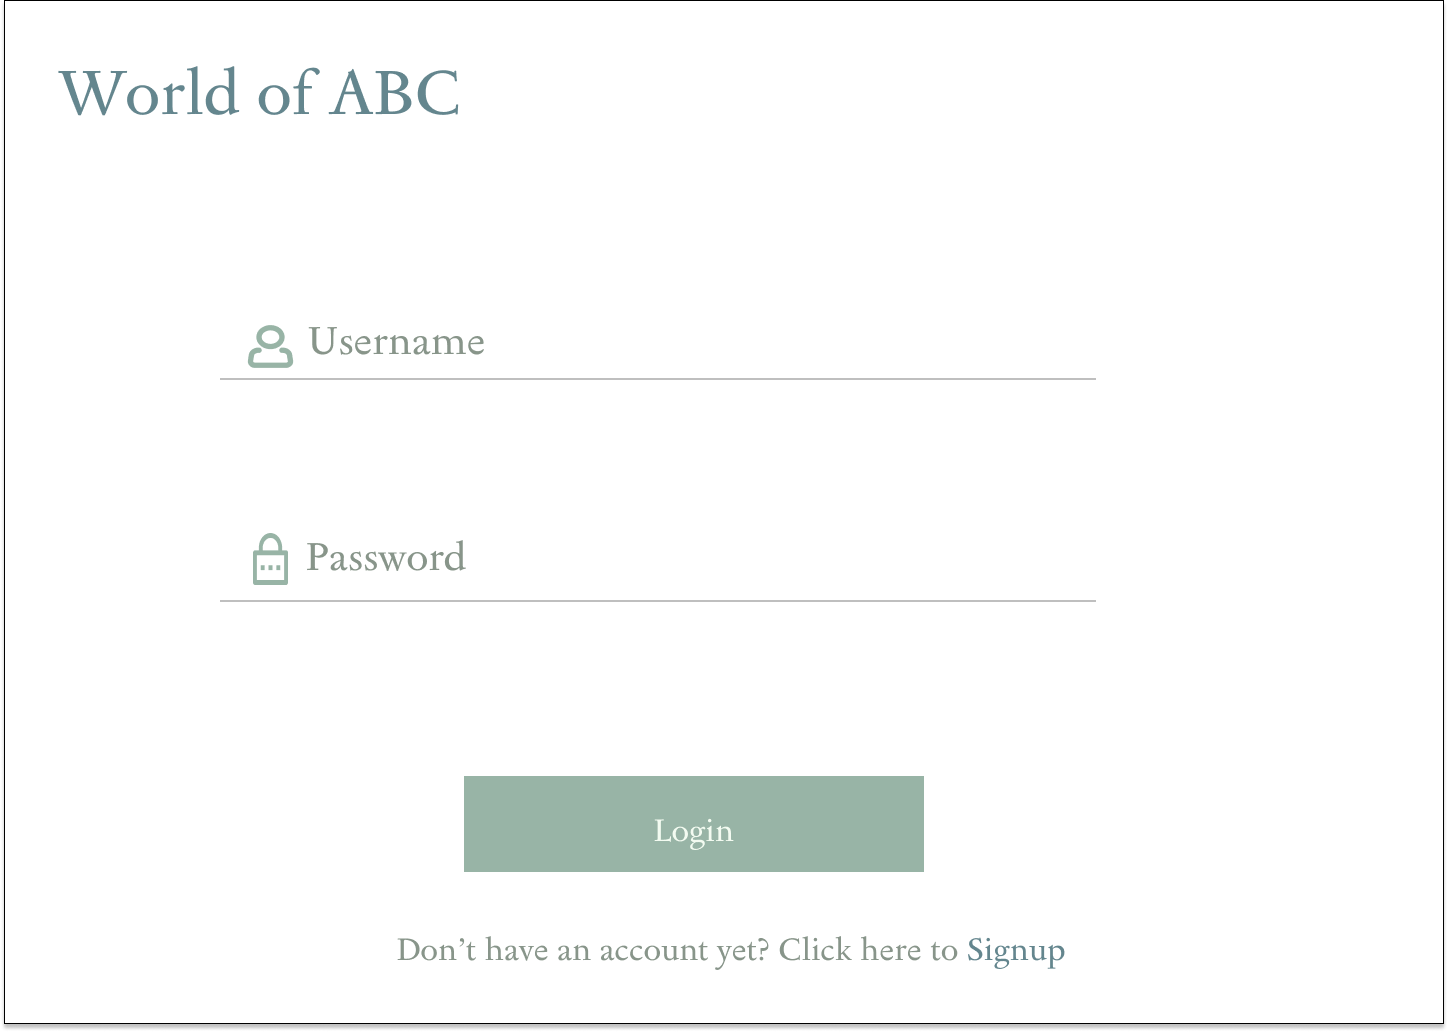 World of ABC
Username
Password
Login
Don’t have an account yet? Click here to Signup